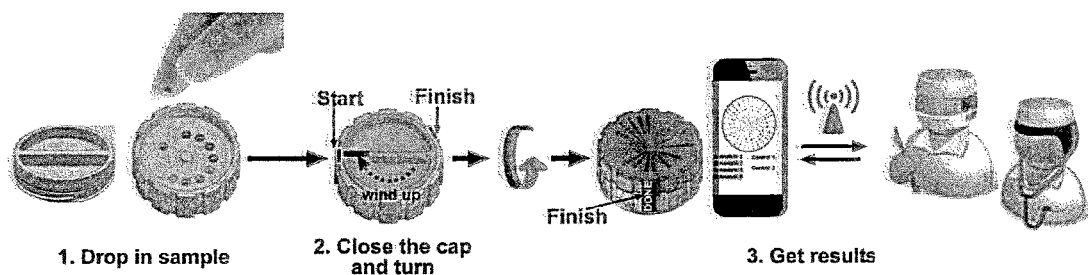 Start
Finish
wind up
DONE
Finish
1. Drop in sample
2. Close the cap
and turn
3. Get results